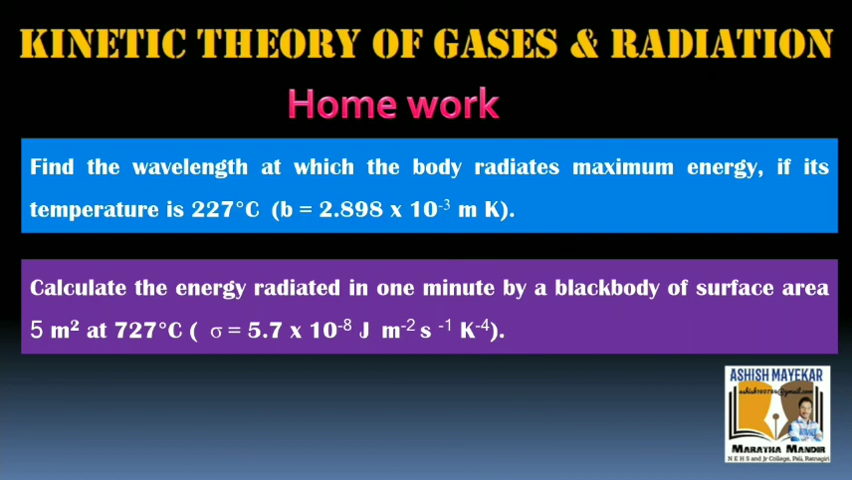 KINETIC THEORY OF GASES & RADIATION
Home work
Find the wavelength at which the body radiates maximum energy, if its
temperature is 227°C (b = 2.898 x 10⁻³ m K).
Calculate the energy radiated in one minute by a blackbody of surface area
5 m² at 727°C ( σ = 5.7 x 10⁻⁸ J m⁻² s ⁻¹ K⁻⁴).
ASHISH MAYEKAR
MARATHA MANDIR
N E H S and Jr College, Pali, Ratnagiri